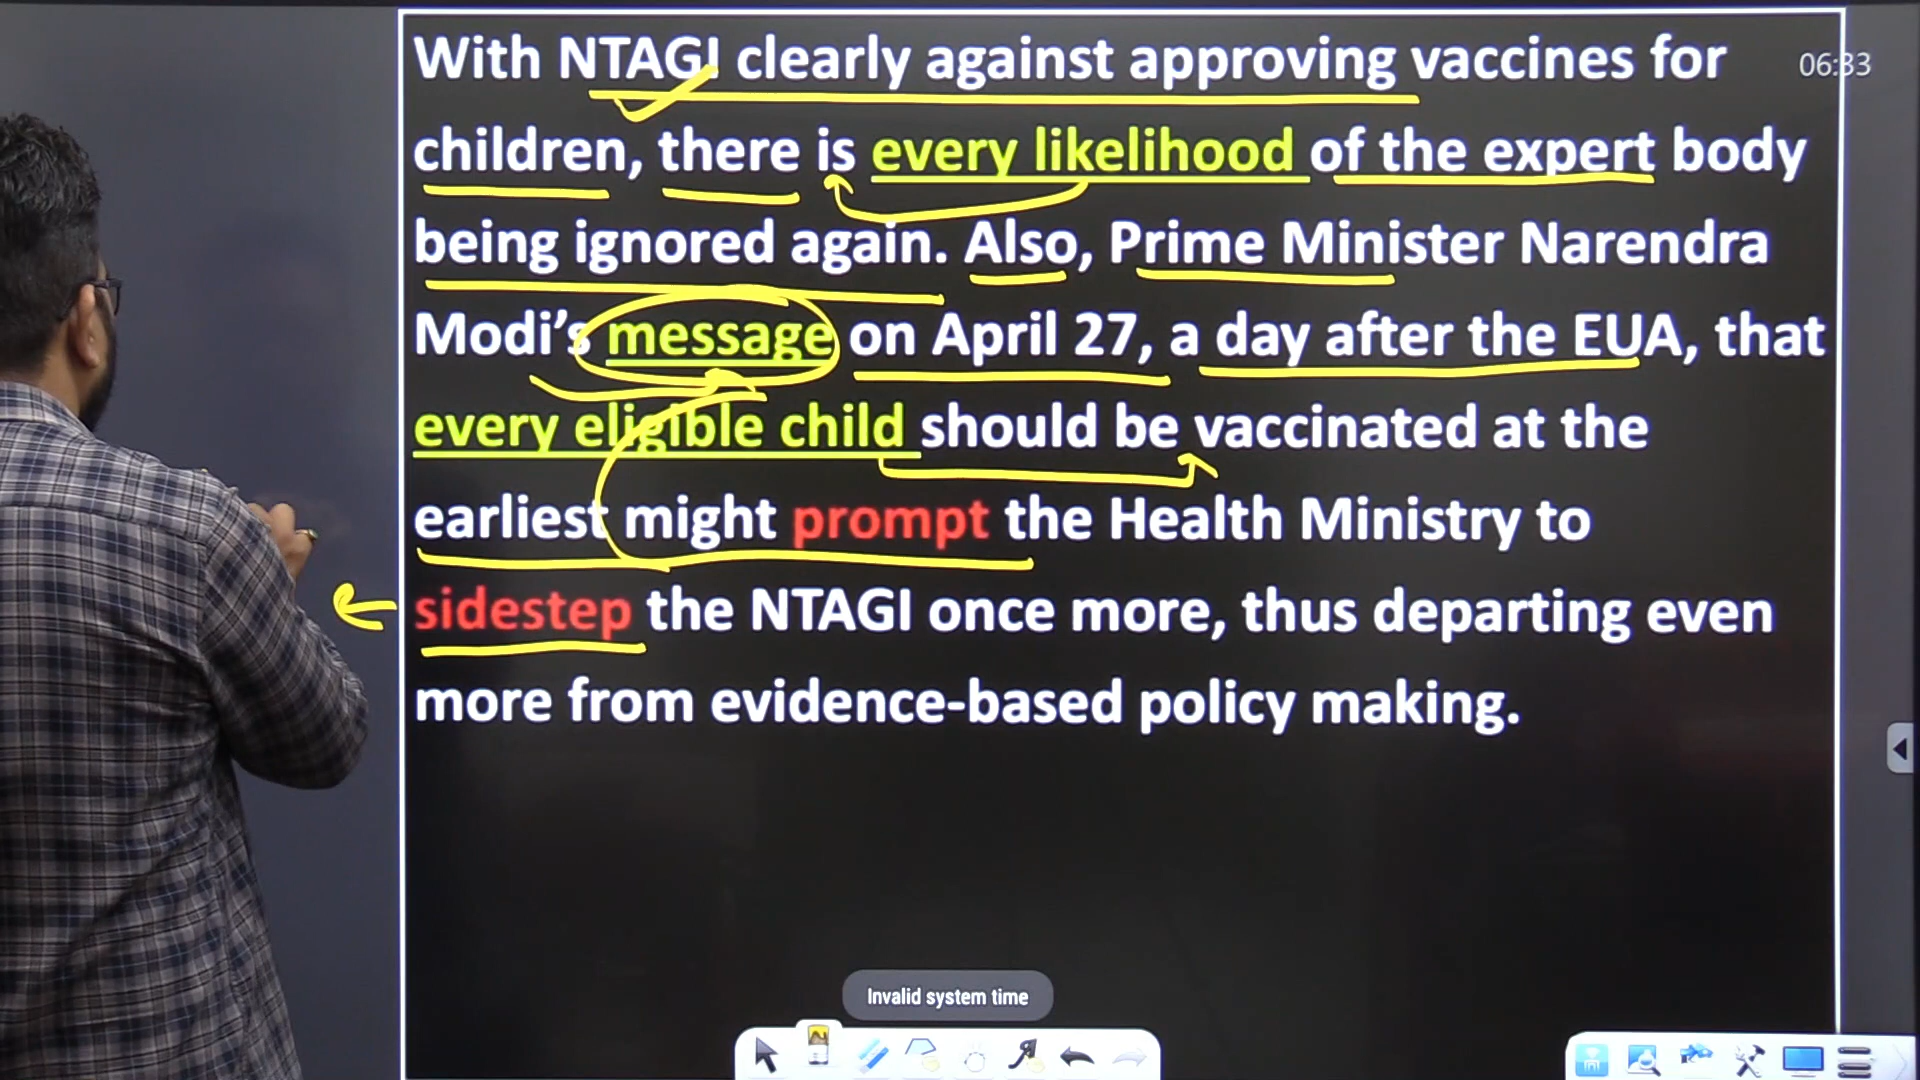 With NTAGI clearly against approving vaccines for
06:33
children, there is every likelihood of the expert body
being ignored again. Also, Prime Minister Narendra
Modi’s message on April 27, a day after the EUA, that
every eligible child should be vaccinated at the
earliest might prompt the Health Ministry to
sidestep the NTAGI once more, thus departing even
more from evidence-based policy making.
Invalid system time